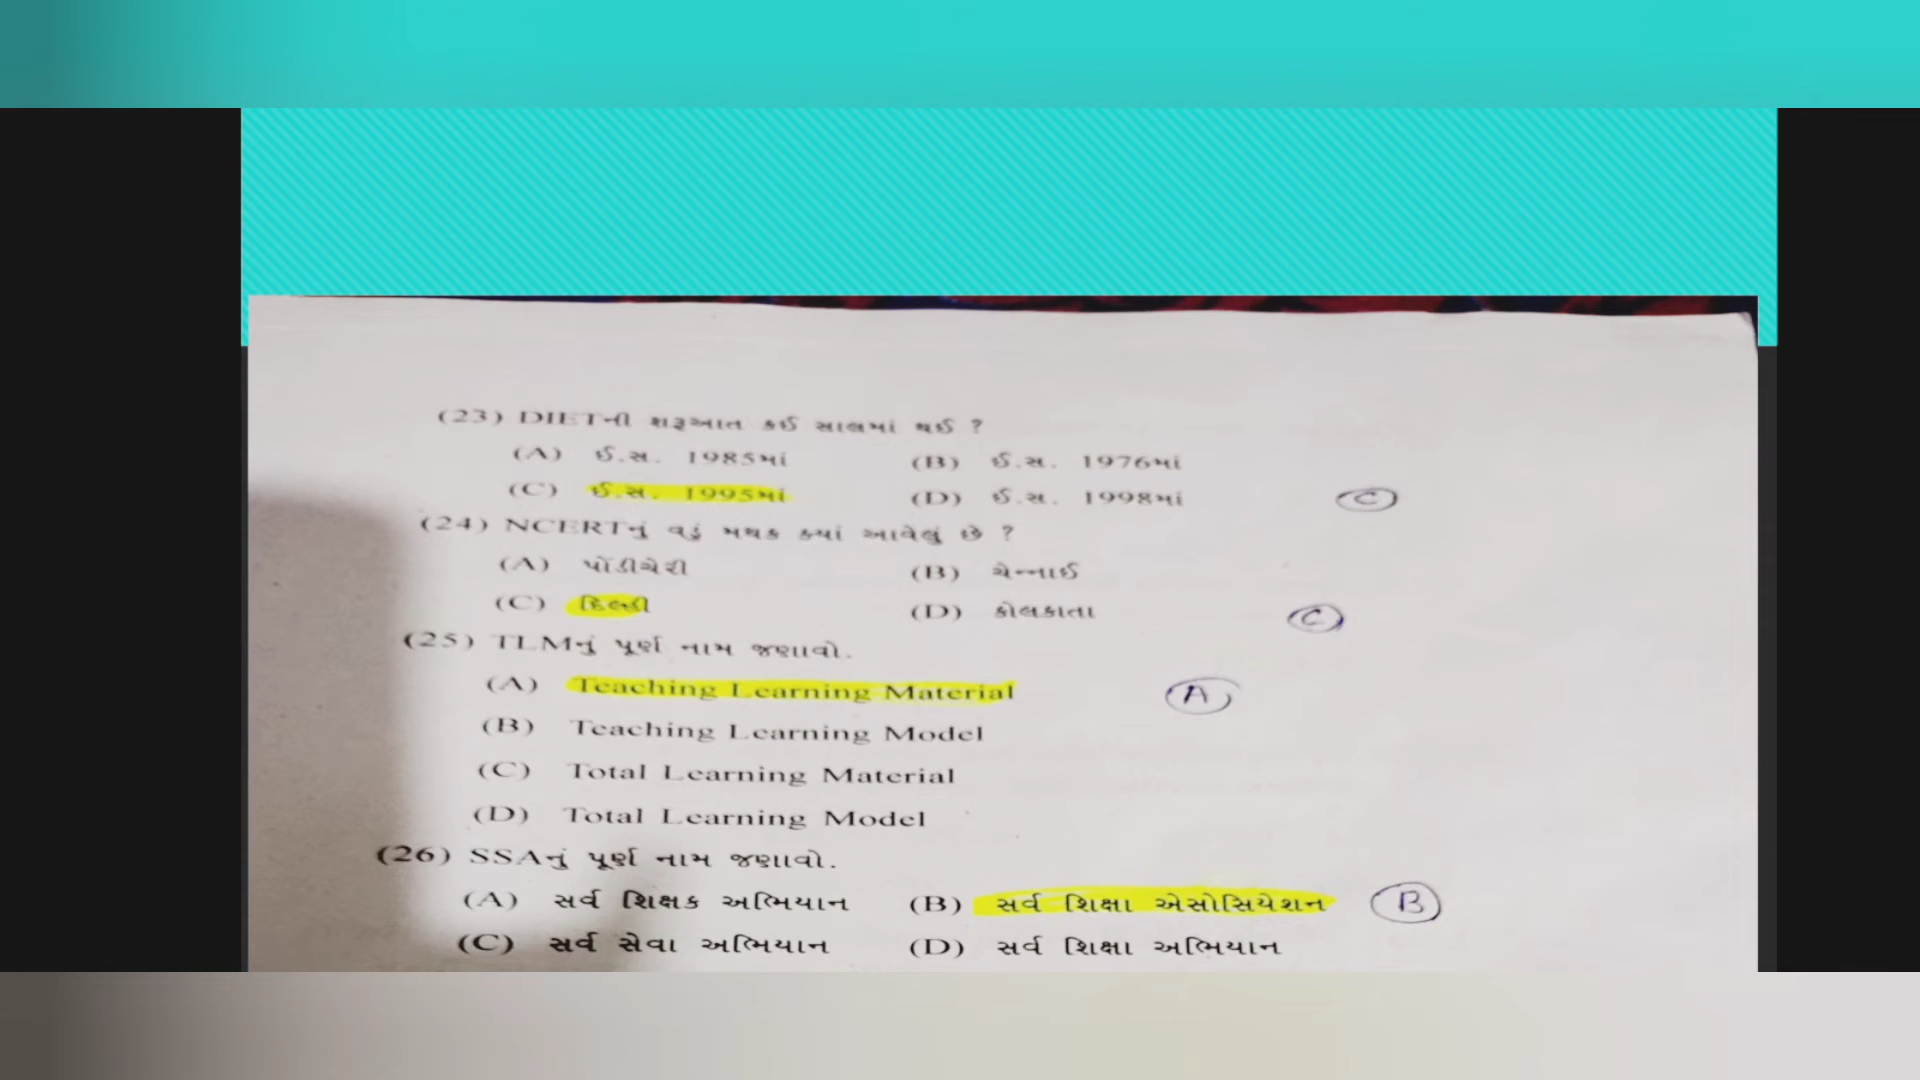 (23) DIETની શરૂઆત કઈ સાલમાં થઈ ?
(A) ઈ.સ. 1985માં (B) ઈ.સ. 1976માં
(C) ઈ.સ. 1995માં (D) ઈ.સ. 1998માં C
(24) NCERTનું વડું મથક ક્યાં આવેલું છે ?
(A) પોંડીચેરી (B) ચેન્નાઈ
(C) દિલ્હી (D) કોલકાતા C
(25) TLMનું પૂર્ણ નામ જણાવો.
(A) Teaching Learning Material A
(B) Teaching Learning Model
(C) Total Learning Material
(D) Total Learning Model
(26) SSAનું પૂર્ણ નામ જણાવો.
(A) સર્વ શિક્ષક અભિયાન (B) સર્વ શિક્ષા એસોસિયેશન B
(C) સર્વ સેવા અભિયાન (D) સર્વ શિક્ષા અભિયાન